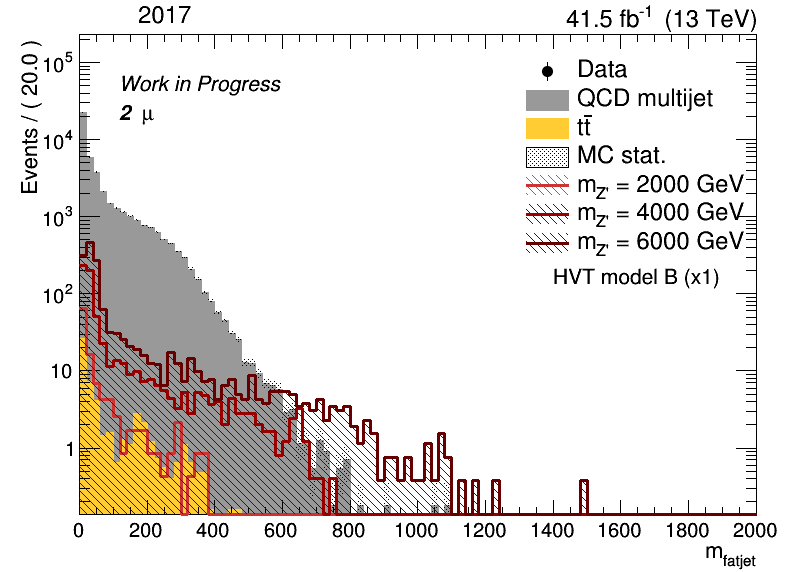 2017 41.5 fb⁻¹ (13 TeV)
Events / ( 20.0 )
10⁵
10⁴
10³
10²
10
1
Work in Progress
2 μ
Data
QCD multijet
tt̄
MC stat.
m_Z' = 2000 GeV
m_Z' = 4000 GeV
m_Z' = 6000 GeV
HVT model B (x1)
0 200 400 600 800 1000 1200 1400 1600 1800 2000
m_fatjet